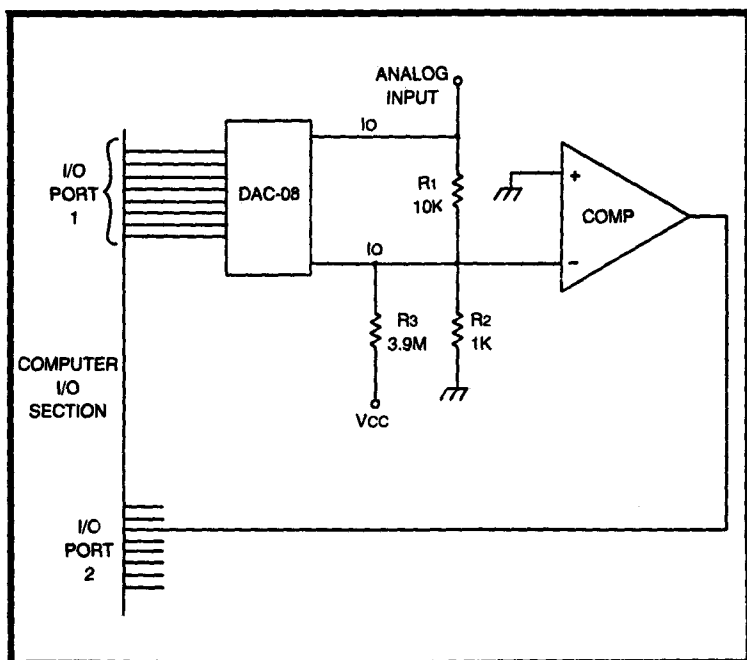 ANALOG
INPUT
IO
I/O
PORT
1
DAC-08
R1
10K
+
COMP
IO
-
R3
3.9M
R2
1K
COMPUTER
I/O
SECTION
VCC
I/O
PORT
2